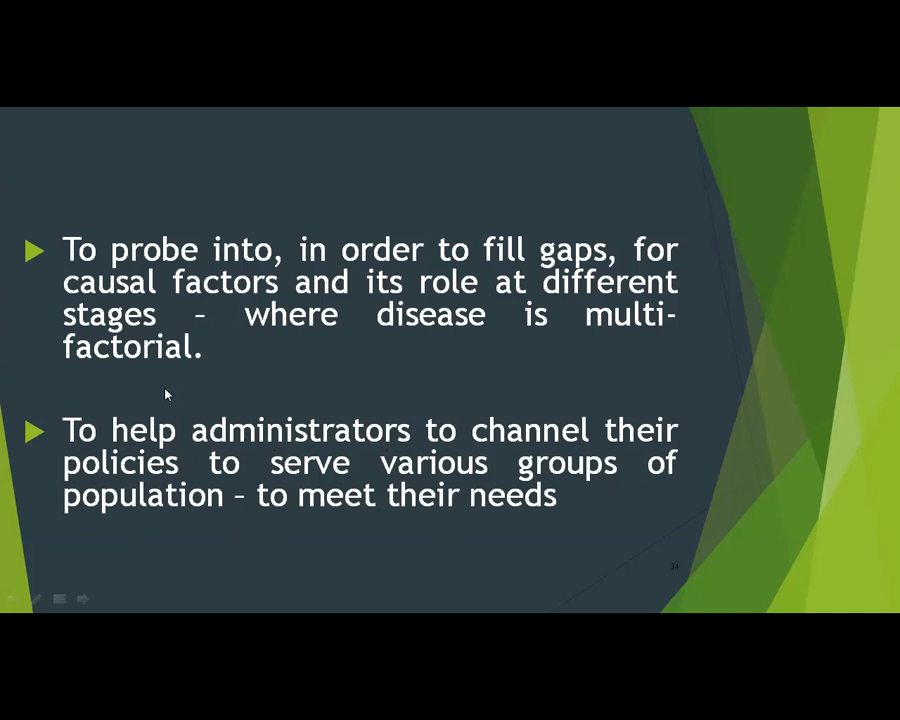 To probe into, in order to fill gaps, for
causal factors and its role at different
stages – where disease is multi-
factorial.
To help administrators to channel their
policies to serve various groups of
population – to meet their needs
14